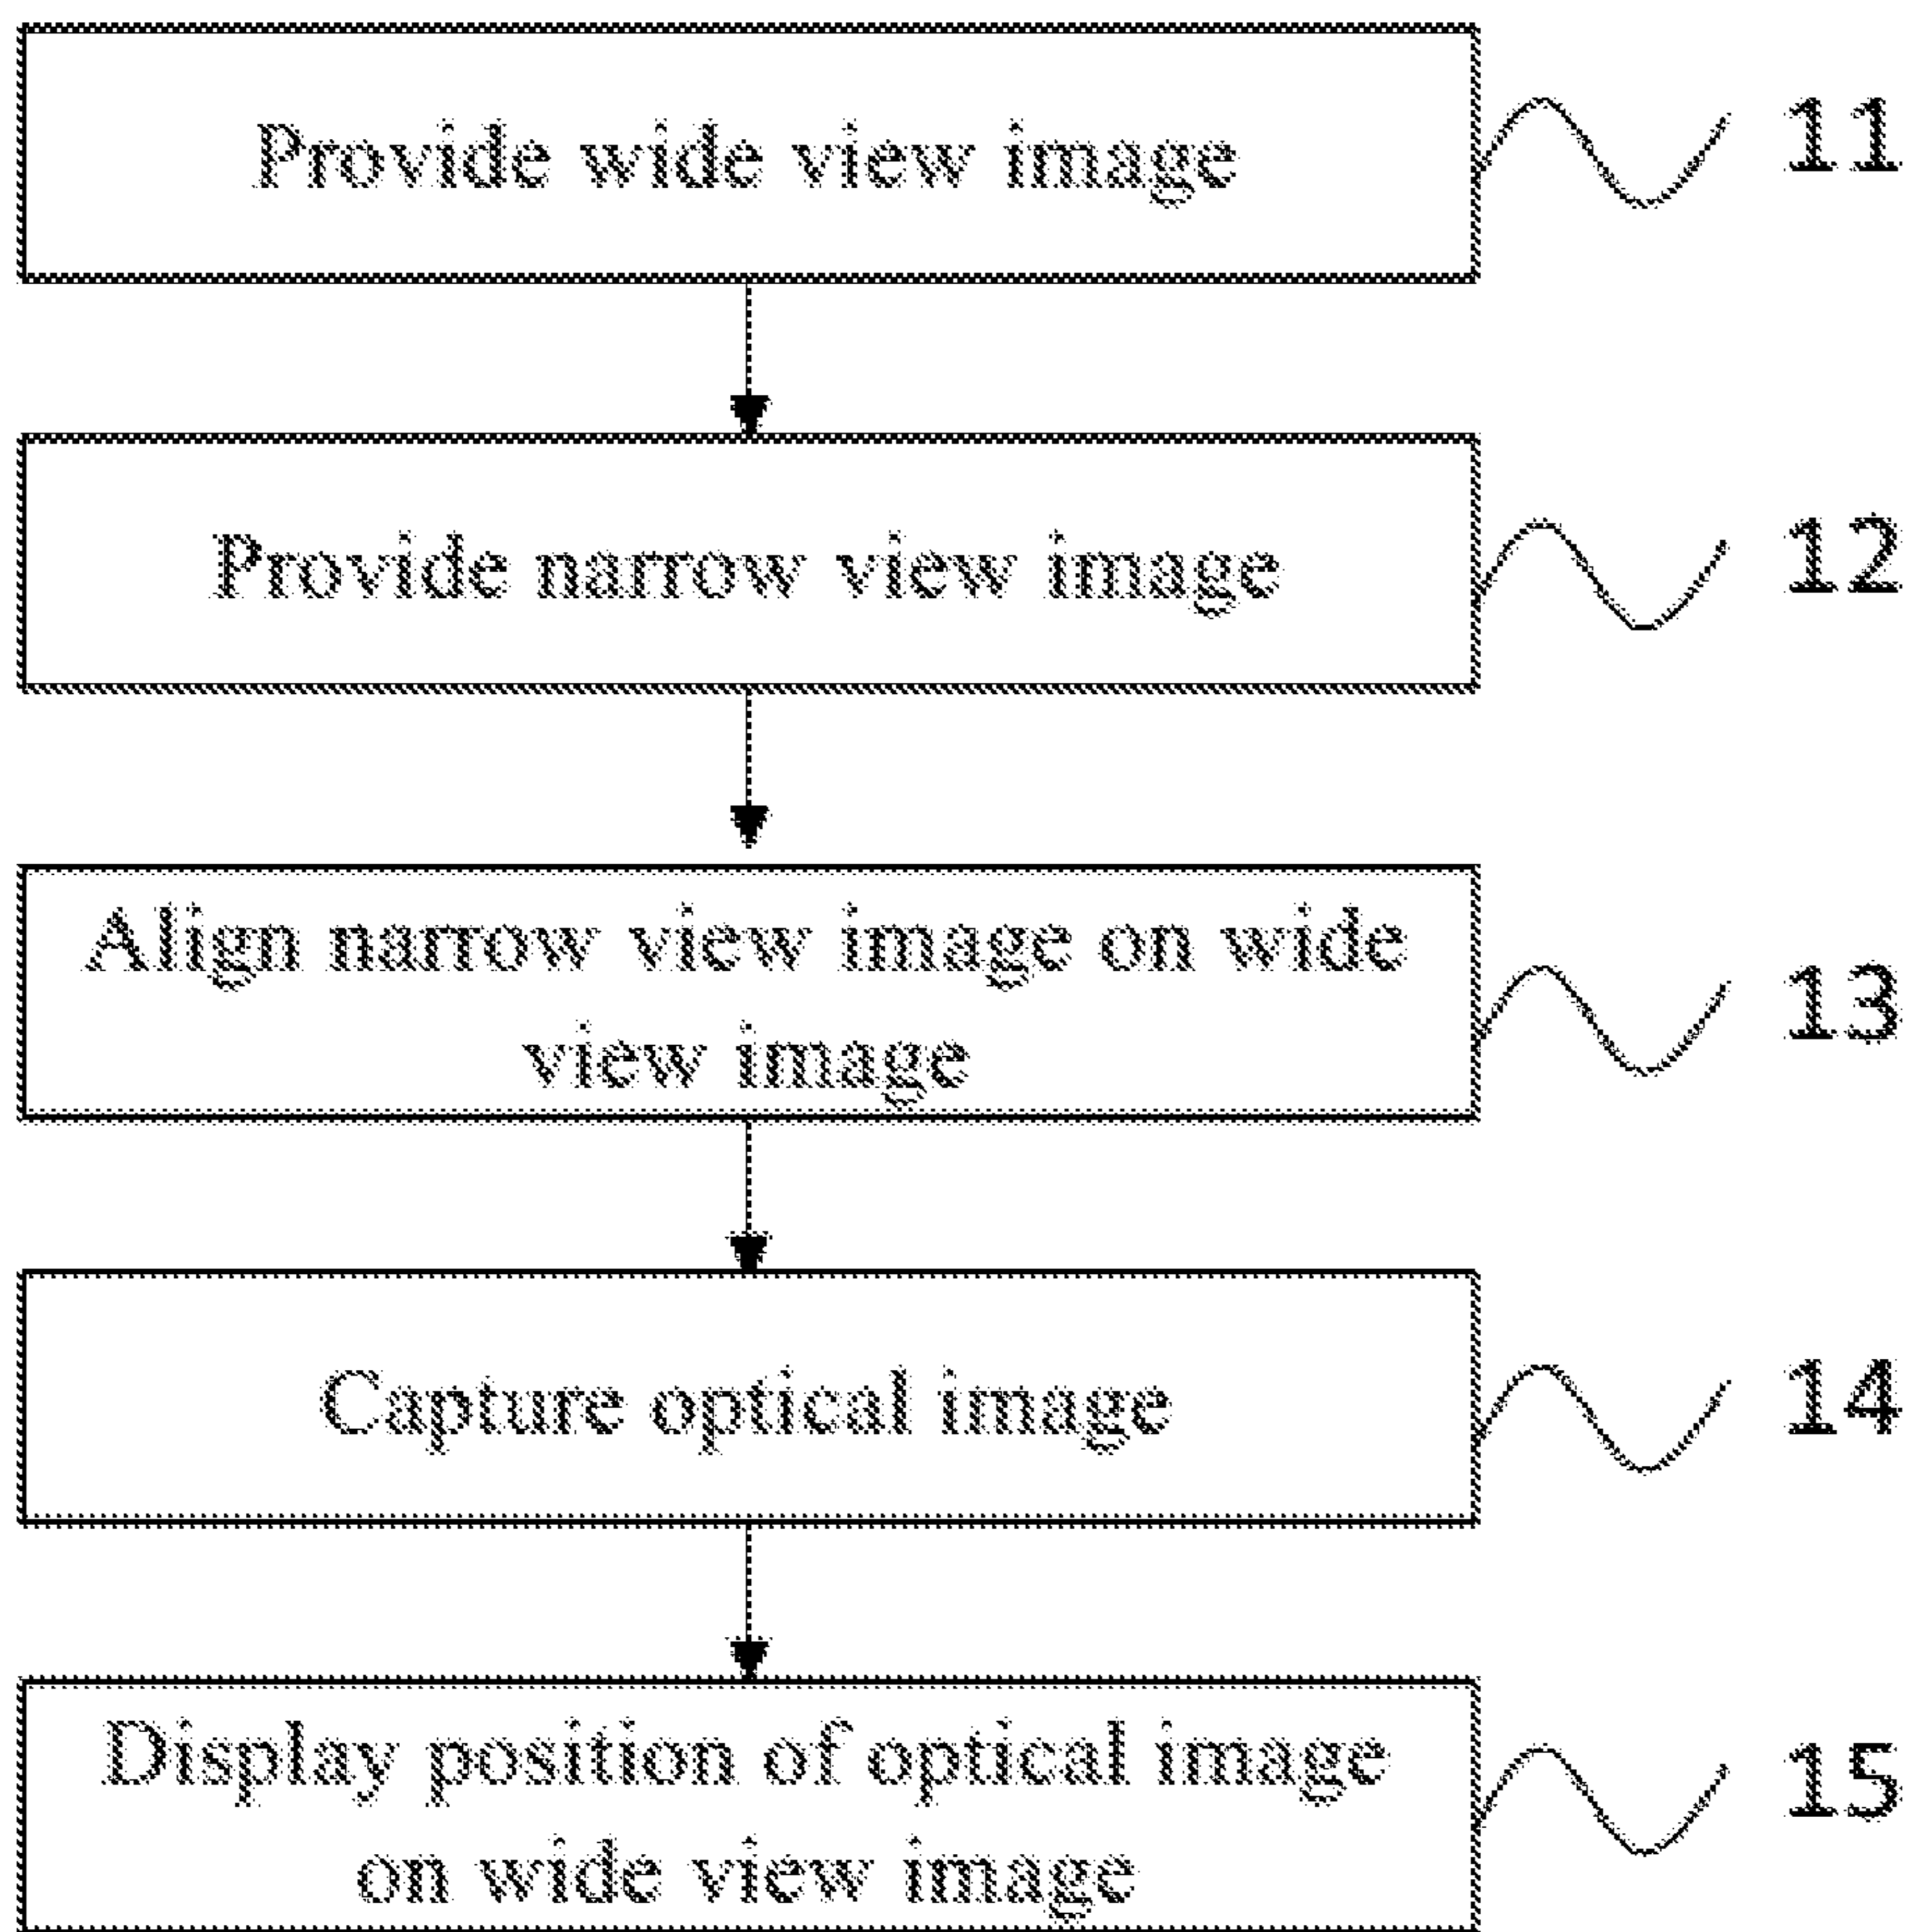 Provide wide view image
11
Provide narrow view image
12
Align narrow view image on wide
view image
13
Capture optical image
14
Display position of optical image
on wide view image
15